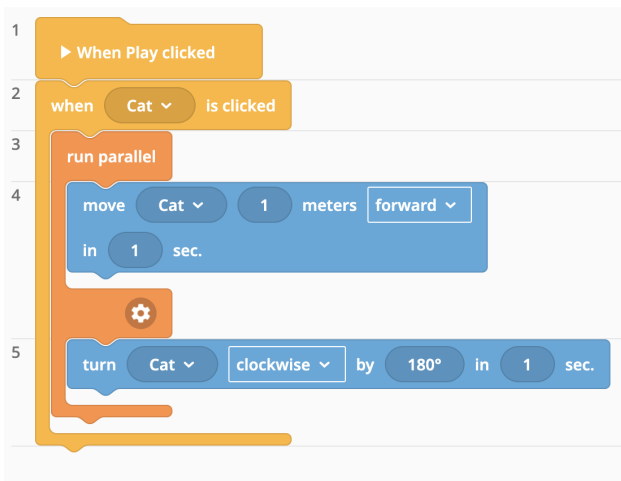 1
When Play clicked
2
when Cat is clicked
3
run parallel
4
move Cat 1 meters forward
in 1 sec.
5
turn Cat clockwise by 180° in 1 sec.